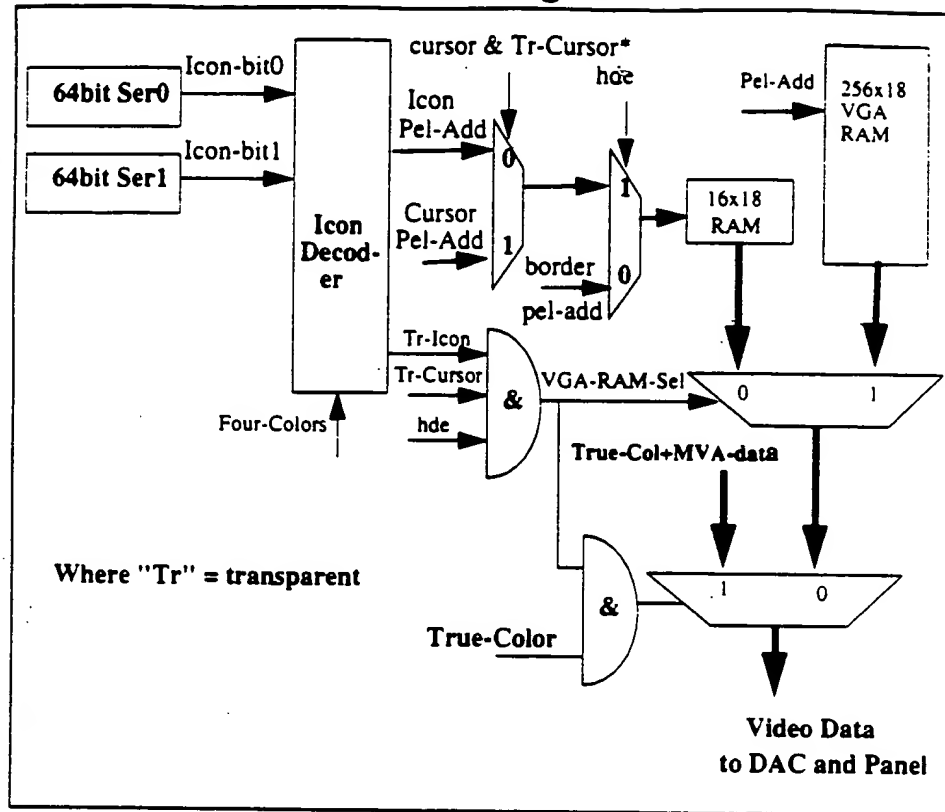 cursor & Tr-Cursor*
hde
Icon-bit0
64bit Ser0
Icon-bit1
64bit Ser1
Icon
Decod-
er
Icon
Pel-Add
0
Cursor
Pel-Add
1
1
0
border
pel-add
16x18
RAM
Pel-Add
256x18
VGA
RAM
Tr-Icon
Tr-Cursor
hde
&
VGA-RAM-Sel
0
1
Four-Colors
True-Col+MVA-data
Where "Tr" = transparent
&
1
0
True-Color
Video Data
to DAC and Panel